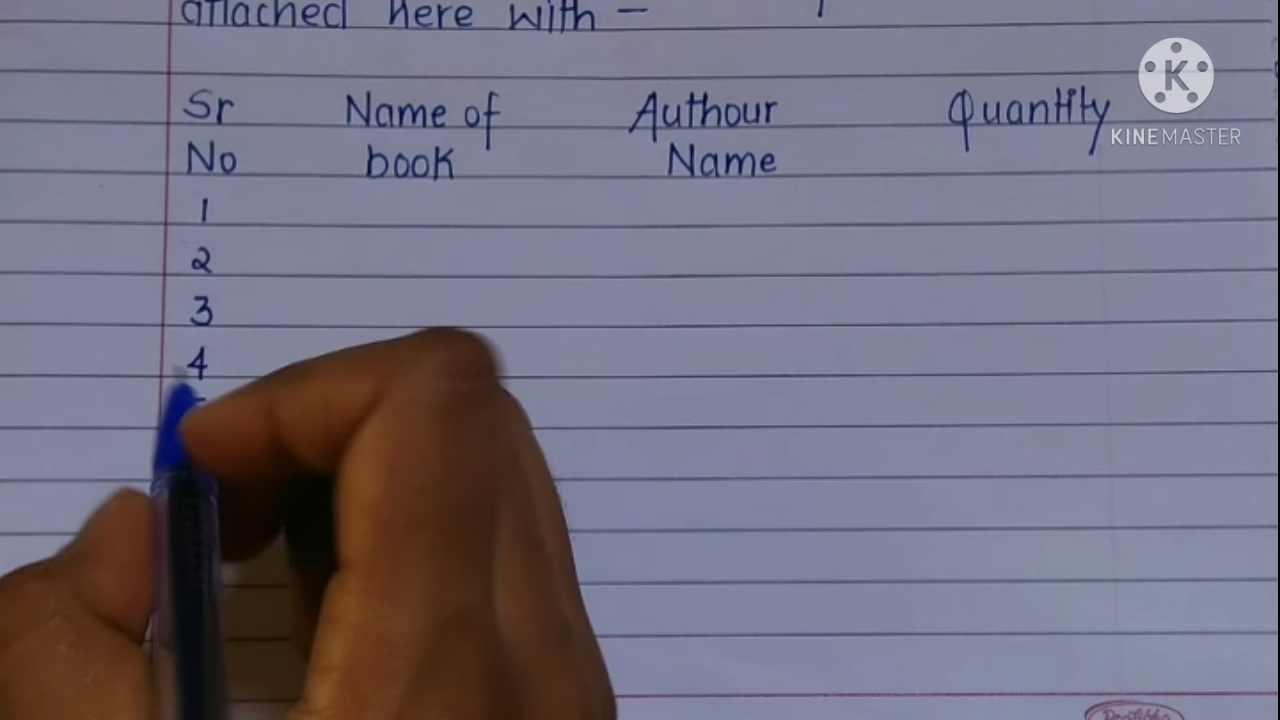 attached here with –
Sr Name of Authour Quantity
No book Name
1
2
3
4
K
KINEMASTER